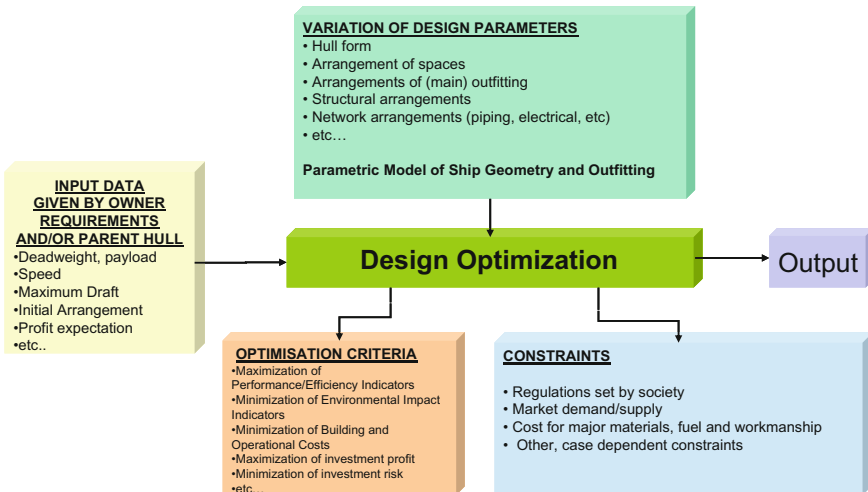 VARIATION OF DESIGN PARAMETERS
• Hull form
• Arrangement of spaces
• Arrangements of (main) outfitting
• Structural arrangements
• Network arrangements (piping, electrical, etc)
• etc…
Parametric Model of Ship Geometry and Outfitting
INPUT DATA
GIVEN BY OWNER
REQUIREMENTS
AND/OR PARENT HULL
•Deadweight, payload
•Speed
•Maximum Draft
•Initial Arrangement
•Profit expectation
•etc..
Design Optimization
Output
OPTIMISATION CRITERIA
•Maximization of
Performance/Efficiency Indicators
•Minimization of Environmental Impact
Indicators
•Minimization of Building and
Operational Costs
•Maximization of investment profit
•Minimization of investment risk
•etc…
CONSTRAINTS
• Regulations set by society
• Market demand/supply
• Cost for major materials, fuel and workmanship
• Other, case dependent constraints